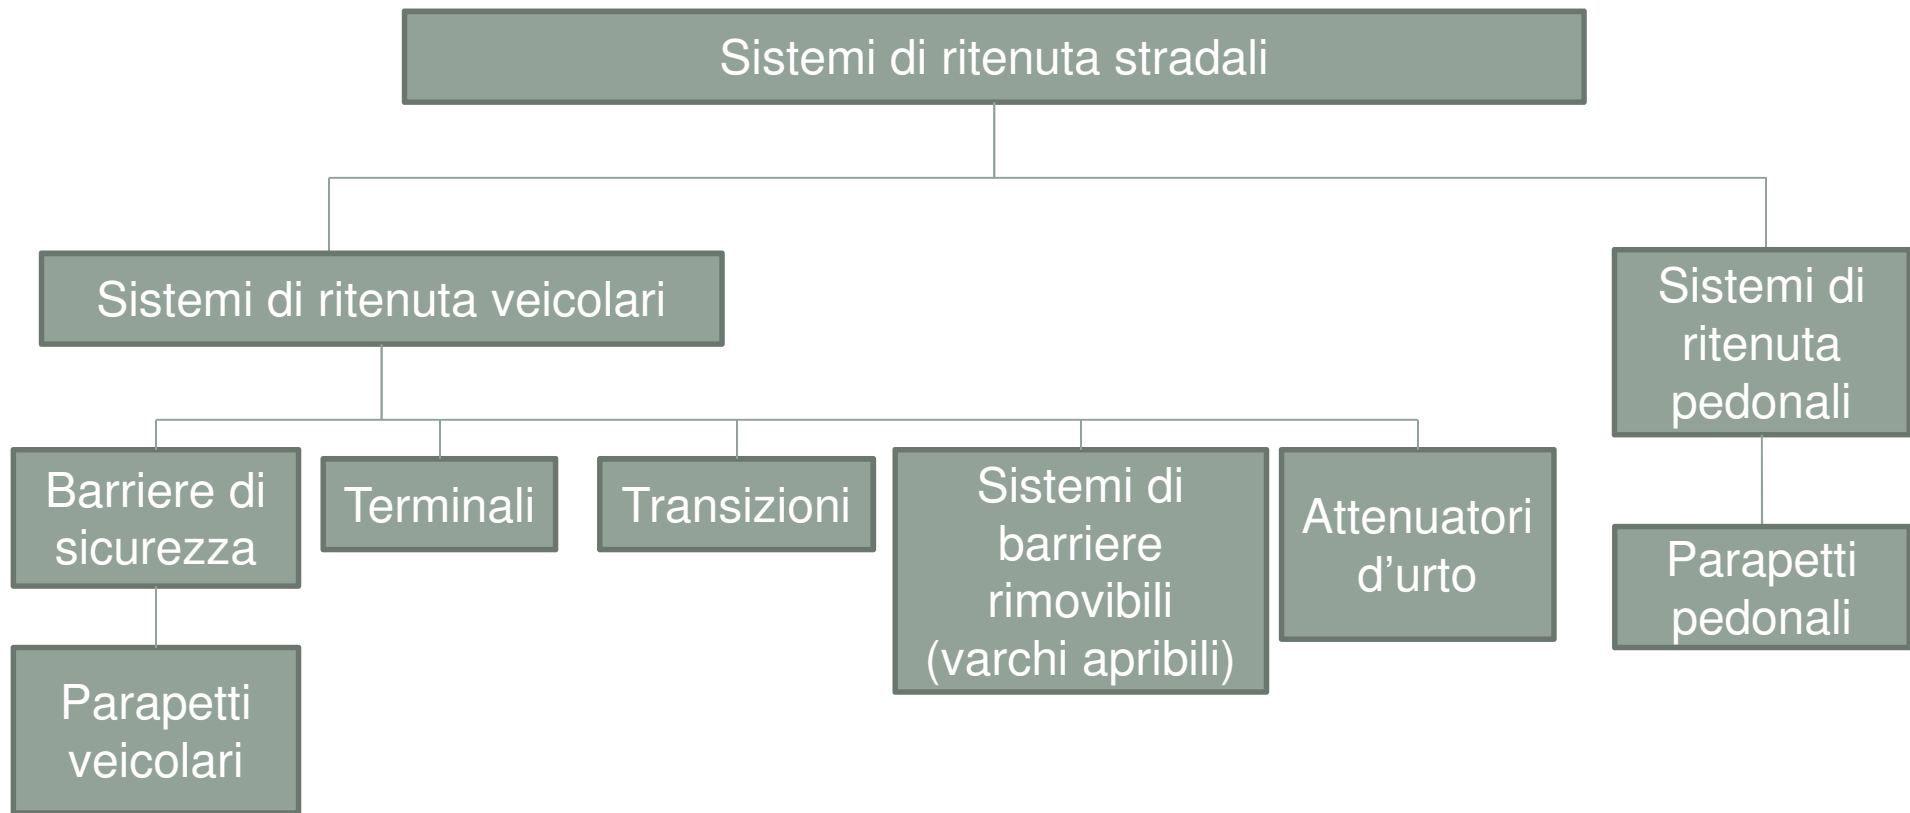 Sistemi di ritenuta stradali
Sistemi di ritenuta veicolari
Sistemi di
ritenuta
pedonali
Barriere di
sicurezza
Terminali
Transizioni
Sistemi di
barriere
rimovibili
(varchi apribili)
Attenuatori
d’urto
Parapetti
pedonali
Parapetti
veicolari